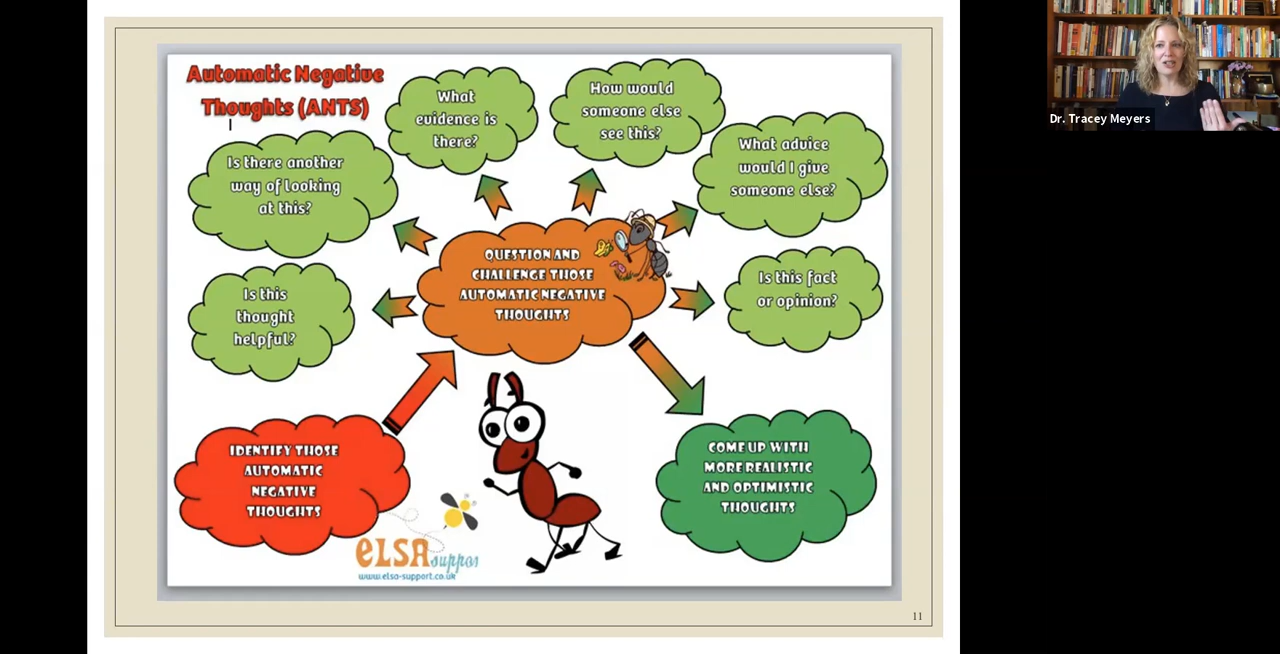 Automatic Negative
Thoughts (ANTS)
What
evidence is
there?
How would
someone else
see this?
What advice
would I give
someone else?
Is there another
way of looking
at this?
Is this
thought
helpful?
QUESTION AND
CHALLENGE THOSE
AUTOMATIC NEGATIVE
THOUGHTS
Is this fact
or opinion?
IDENTIFY THOSE
AUTOMATIC
NEGATIVE
THOUGHTS
COME UP WITH
MORE REALISTIC
AND OPTIMISTIC
THOUGHTS
eLSA suppor
www.elsa-support.co.uk
11
Dr. Tracey Meyers